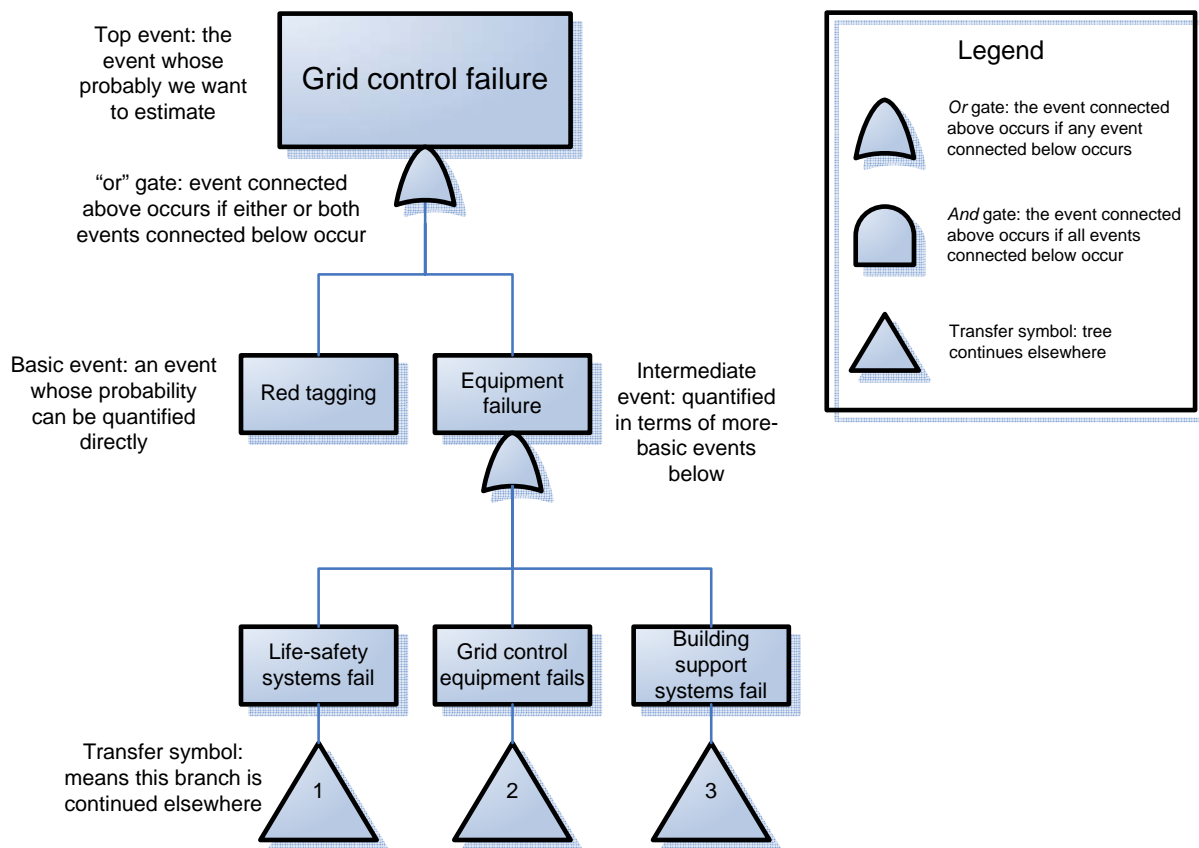 Top event: the
event whose
probably we want
to estimate
Grid control failure
“or” gate: event connected
above occurs if either or both
events connected below occur
Legend
Or gate: the event connected
above occurs if any event
connected below occurs
And gate: the event connected
above occurs if all events
connected below occur
Transfer symbol: tree
continues elsewhere
Basic event: an event
whose probability
can be quantified
directly
Red tagging
Equipment
failure
Intermediate
event: quantified
in terms of more-
basic events
below
Life-safety
systems fail
Grid control
equipment fails
Building
support
systems fail
Transfer symbol:
means this branch is
continued elsewhere
1
2
3